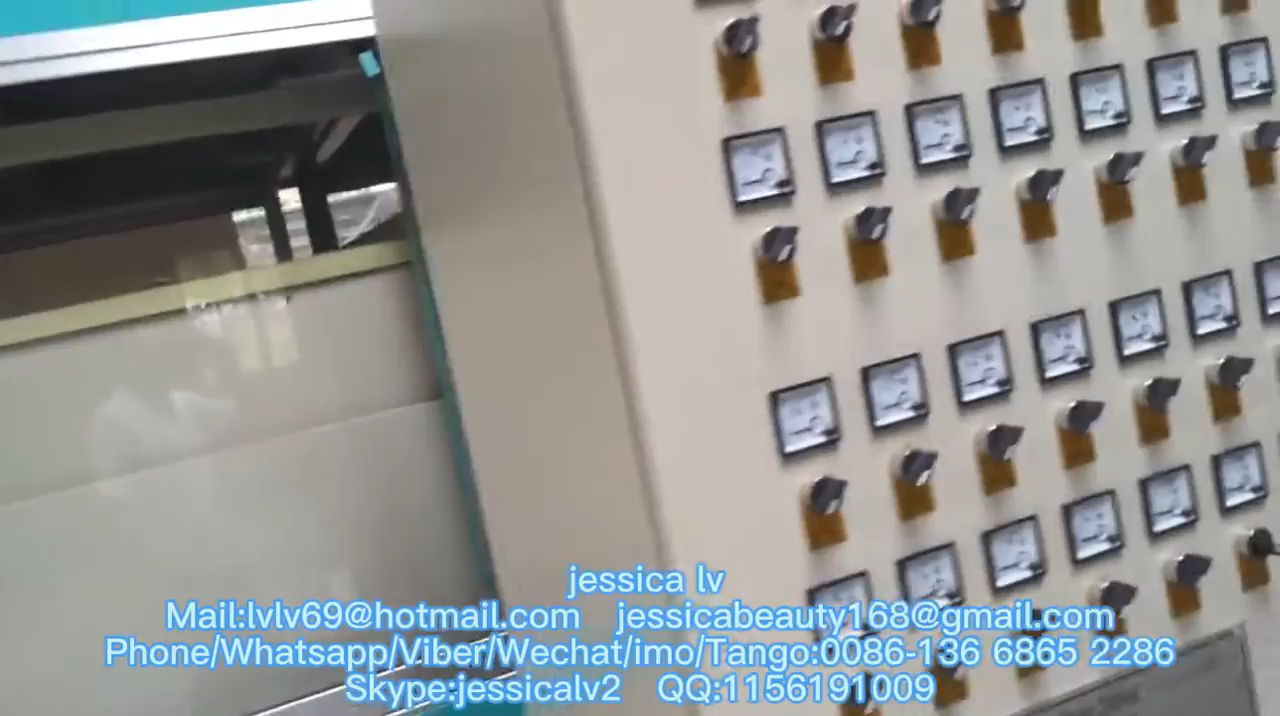 jessica lv
Mail:lvlv69@hotmail.com jessicabeauty168@gmail.com
Phone/Whatsapp/Viber/Wechat/imo/Tango:0086-136 6865 2286
Skype:jessicalv2 QQ:1156191009